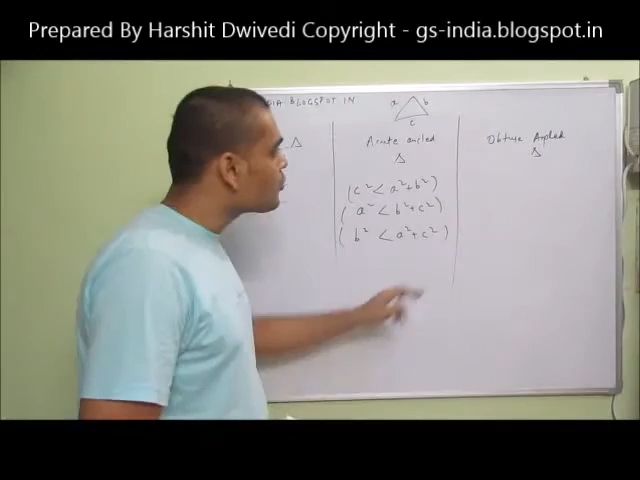 Prepared By Harshit Dwivedi Copyright - gs-india.blogspot.in
BLOGSPOT IN
a b
c
Δ
Acute angled
Δ
(c² < a² + b²)
(a² < b² + c²)
(b² < a² + c²)
Obtuse Angled
Δ